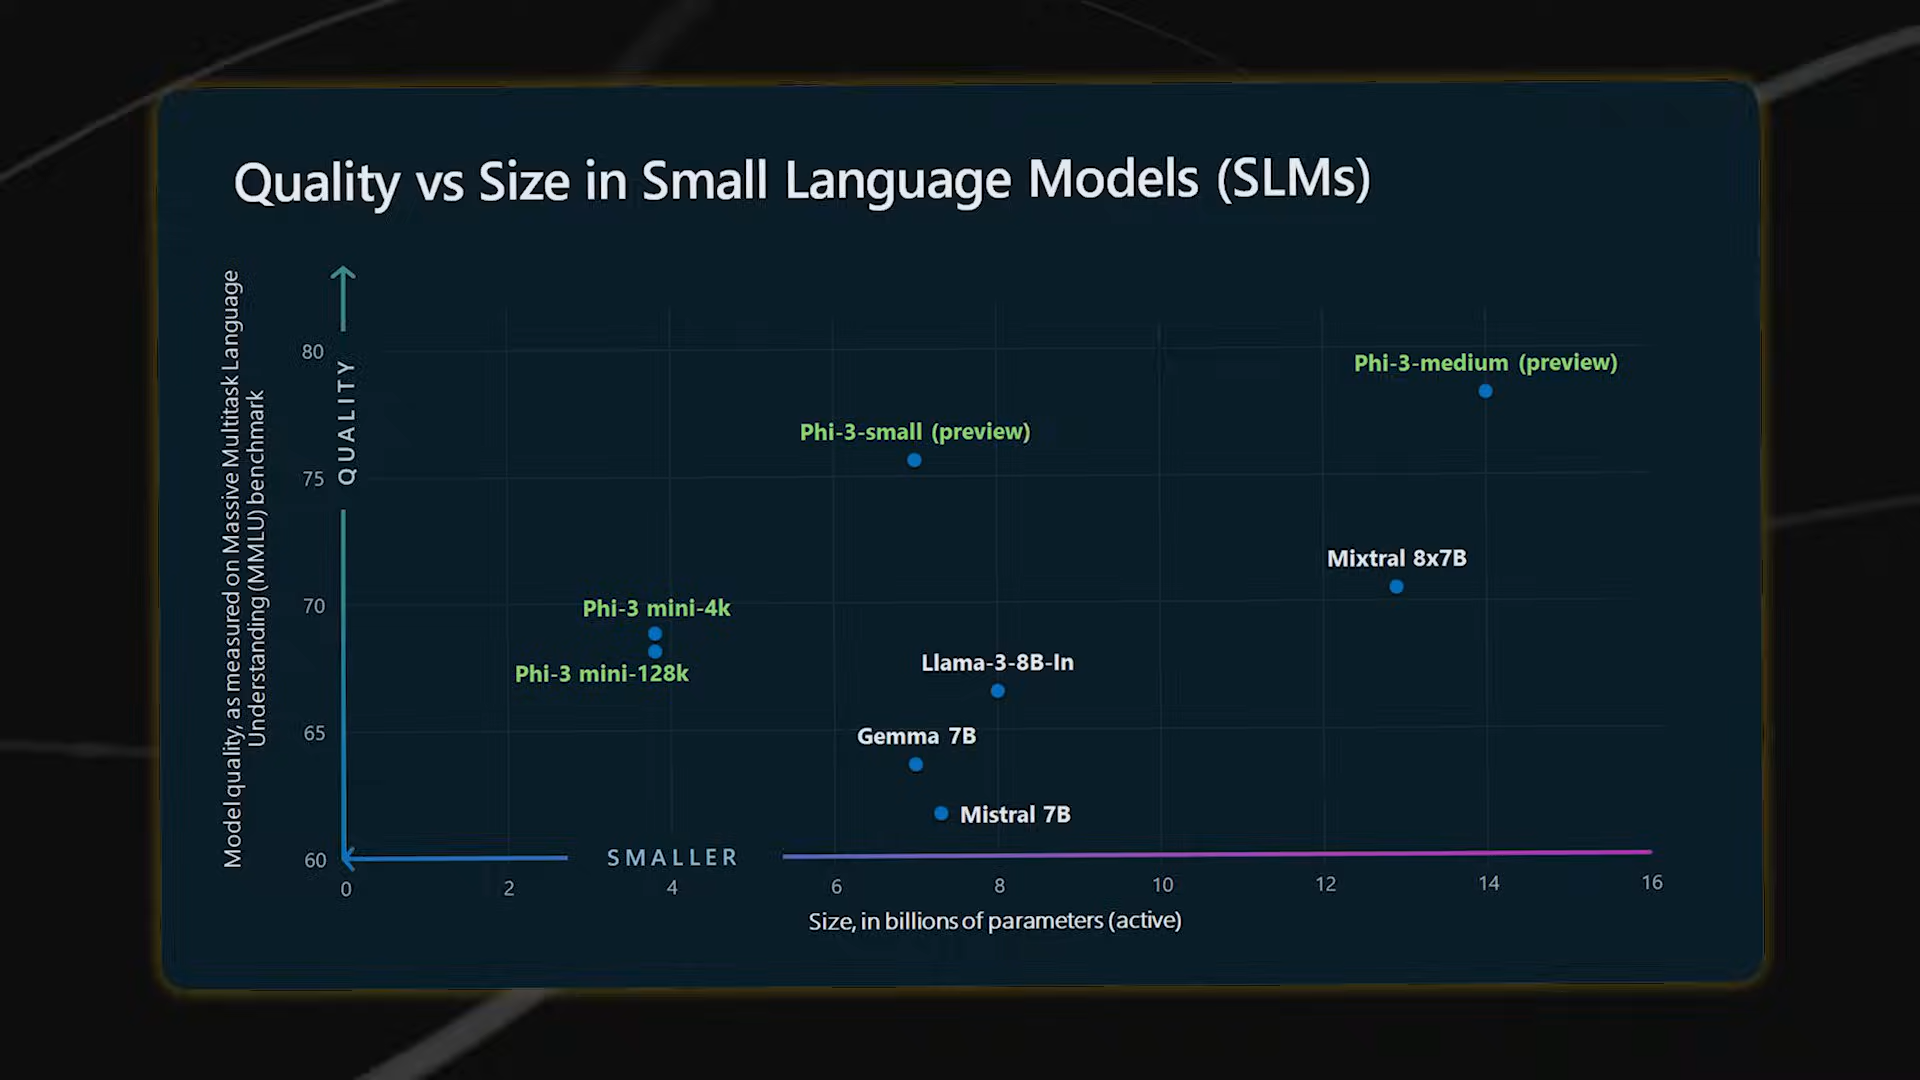 Quality vs Size in Small Language Models (SLMs)
Model quality, as measured on Massive Multitask Language
Understanding (MMLU) benchmark
QUALITY
80
75
70
65
60
Phi-3-medium (preview)
Phi-3-small (preview)
Mixtral 8x7B
Phi-3 mini-4k
Phi-3 mini-128k
Llama-3-8B-In
Gemma 7B
Mistral 7B
SMALLER
0 2 4 6 8 10 12 14 16
Size, in billions of parameters (active)